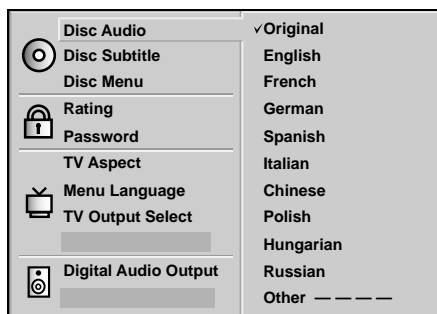 Disc Audio
Disc Subtitle
Disc Menu
Rating
Password
TV Aspect
Menu Language
TV Output Select
Digital Audio Output
✓Original
English
French
German
Spanish
Italian
Chinese
Polish
Hungarian
Russian
Other — — — —